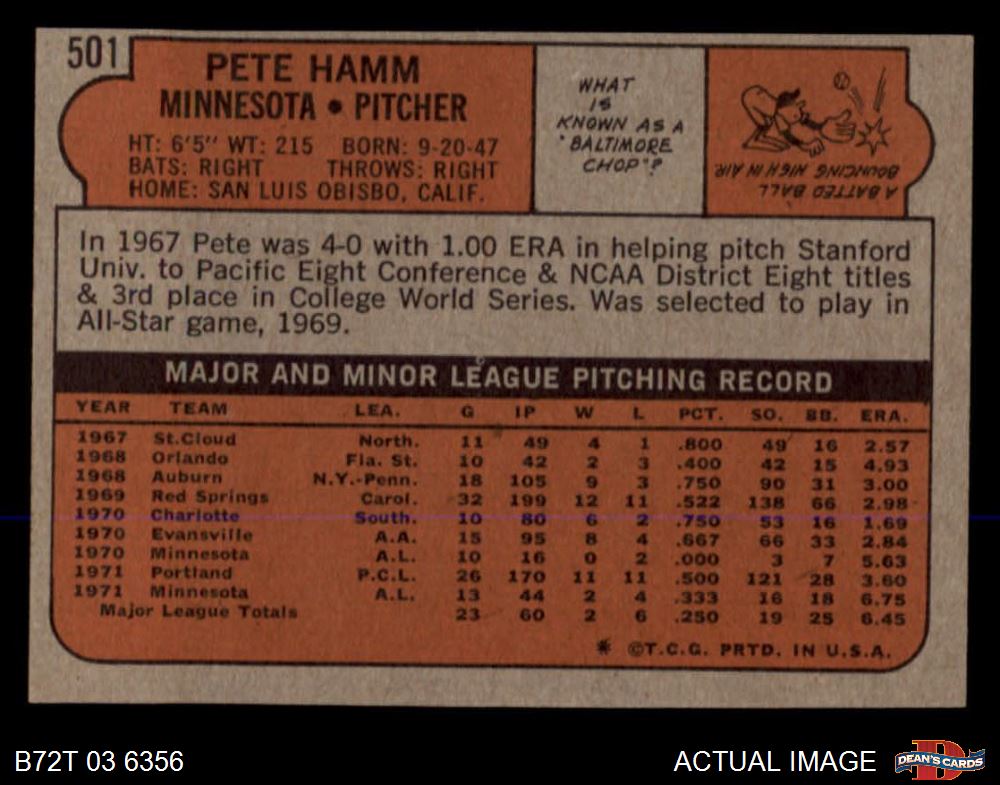 501
PETE HAMM
MINNESOTA • PITCHER
HT: 6'5" WT: 215 BORN: 9-20-47
BATS: RIGHT THROWS: RIGHT
HOME: SAN LUIS OBISBO, CALIF.
WHAT
IS
KNOWN AS A
"BALTIMORE
CHOP"?
A BATTED BALL
BOUNCING HIGH IN AIR.
In 1967 Pete was 4-0 with 1.00 ERA in helping pitch Stanford
Univ. to Pacific Eight Conference & NCAA District Eight titles
& 3rd place in College World Series. Was selected to play in
All-Star game, 1969.
MAJOR AND MINOR LEAGUE PITCHING RECORD
YEAR TEAM LEA. G IP W L PCT. SO. BB. ERA.
1967 St.Cloud North. 11 49 4 1 .800 49 16 2.57
1968 Orlando Fla. St. 10 42 2 3 .400 42 15 4.93
1968 Auburn N.Y.-Penn. 18 105 9 3 .750 90 31 3.00
1969 Red Springs Carol. 32 199 12 11 .522 138 66 2.98
1970 Charlotte South. 10 80 6 2 .750 53 16 1.69
1970 Evansville A.A. 15 95 8 4 .667 66 33 2.84
1970 Minnesota A.L. 10 16 0 2 .000 3 7 5.63
1971 Portland P.C.L. 26 170 11 11 .500 121 28 3.60
1971 Minnesota A.L. 13 44 2 4 .333 16 18 6.75
Major League Totals 23 60 2 6 .250 19 25 6.45
* ©T.C.G. PRTD. IN U.S.A.
B72T 03 6356
ACTUAL IMAGE
D
DEAN'S CARDS